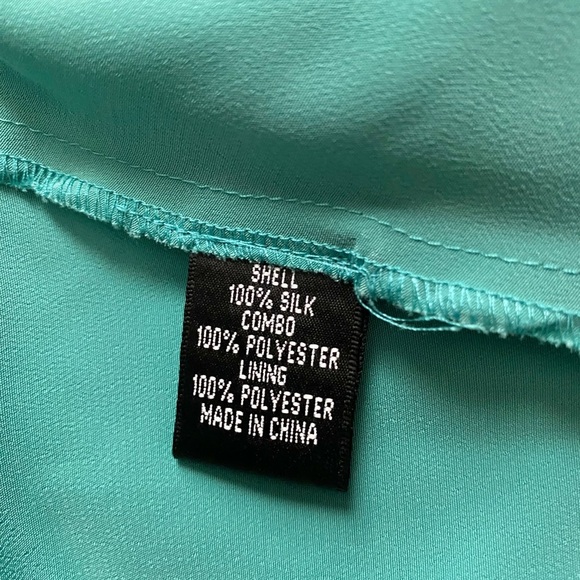 SHELL
100% SILK
COMBO
100% POLYESTER
LINING
100% POLYESTER
MADE IN CHINA